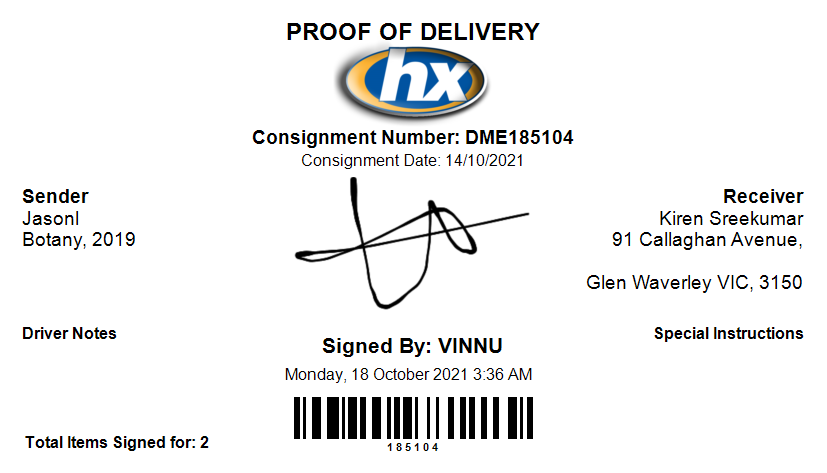 PROOF OF DELIVERY
hx
Consignment Number: DME185104
Consignment Date: 14/10/2021
Sender
Jasonl
Botany, 2019
Receiver
Kiren Sreekumar
91 Callaghan Avenue,
Glen Waverley VIC, 3150
Driver Notes
Special Instructions
Signed By: VINNU
Monday, 18 October 2021 3:36 AM
185104
Total Items Signed for: 2